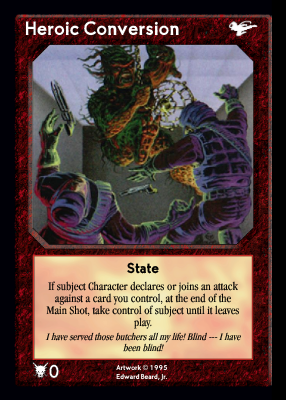 Heroic Conversion
State
If subject Character declares or joins an attack
against a card you control, at the end of the
Main Shot, take control of subject until it leaves
play.
I have served those butchers all my life! Blind --- I have
been blind!
0
Artwork © 1995
Edward Beard, Jr.